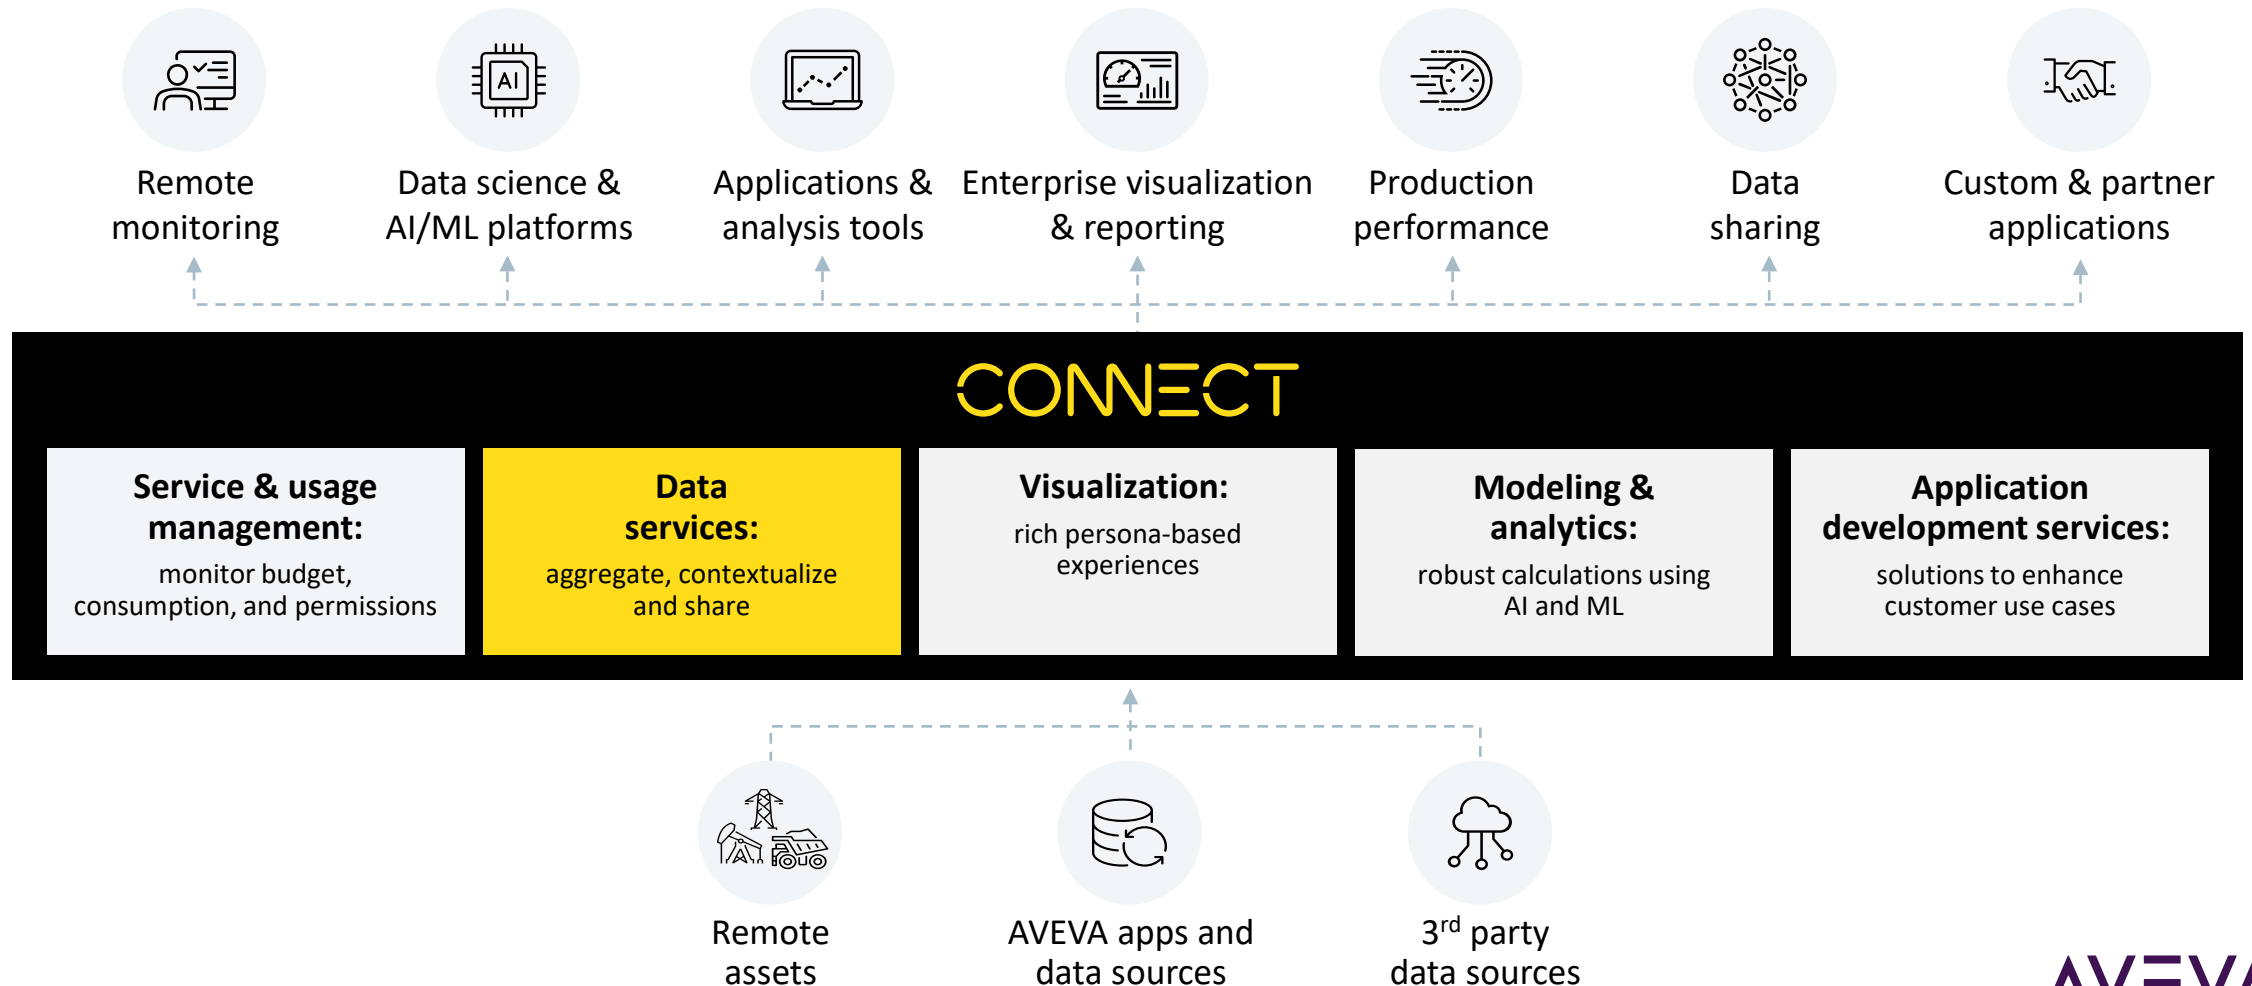 AI
Remote
monitoring
Data science &
AI/ML platforms
Applications &
analysis tools
Enterprise visualization
& reporting
Production
performance
Data
sharing
Custom & partner
applications
CONNECT
Service & usage
management:
monitor budget,
consumption, and permissions
Data
services:
aggregate, contextualize
and share
Visualization:
rich persona-based
experiences
Modeling &
analytics:
robust calculations using
AI and ML
Application
development services:
solutions to enhance
customer use cases
Remote
assets
AVEVA apps and
data sources
3rd party
data sources
AVEVA